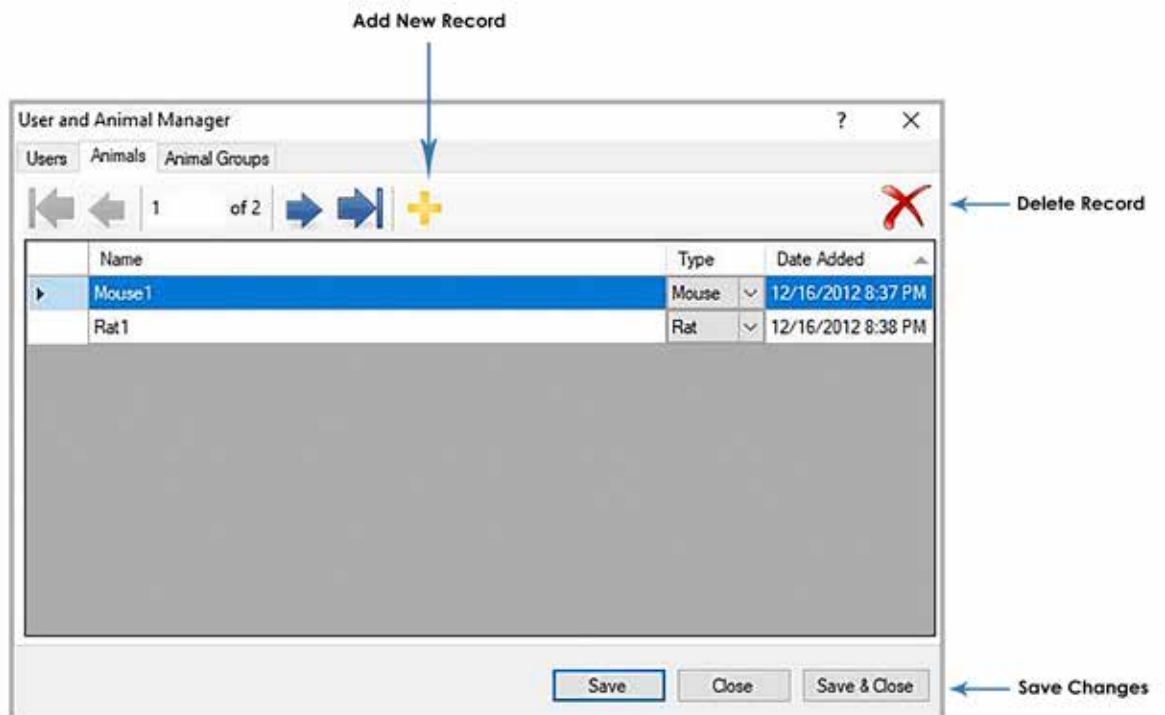 Add New Record
User and Animal Manager ?
Users Animals Animal Groups
1 of 2
Delete Record
Name Type Date Added
Mouse1 Mouse 12/16/2012 8:37 PM
Rat1 Rat 12/16/2012 8:38 PM
Save Close Save & Close
Save Changes